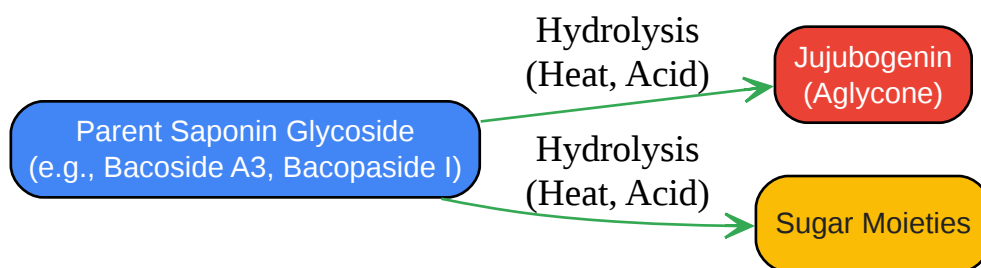 Hydrolysis
(Heat, Acid)
Jujubogenin
(Aglycone)
Parent Saponin Glycoside
(e.g., Bacoside A3, Bacopaside I)
Hydrolysis
(Heat, Acid)
Sugar Moieties